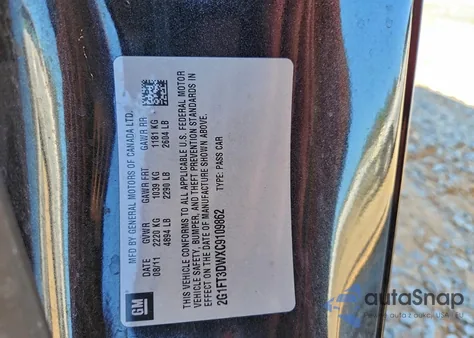 MFD BY GENERAL MOTORS OF CANADA LTD.
DATE GVWR GAWR FRT GAWR RR
08/11 2220 KG 1039 KG 1181 KG
4894 LB 2290 LB 2604 LB
THIS VEHICLE CONFORMS TO ALL APPLICABLE U.S. FEDERAL MOTOR
VEHICLE SAFETY, BUMPER, AND THEFT PREVENTION STANDARDS IN
EFFECT ON THE DATE OF MANUFACTURE SHOWN ABOVE.
2G1FT3DWXC9109862 TYPE: PASS CAR
GM
autoSnap